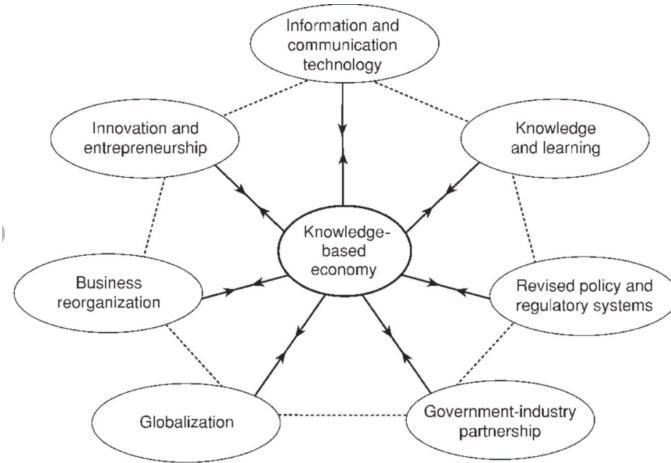 Information and
communication
technology
Innovation and
entrepreneurship
Knowledge
and learning
Knowledge-
based
economy
Business
reorganization
Revised policy and
regulatory systems
Globalization
Government-industry
partnership